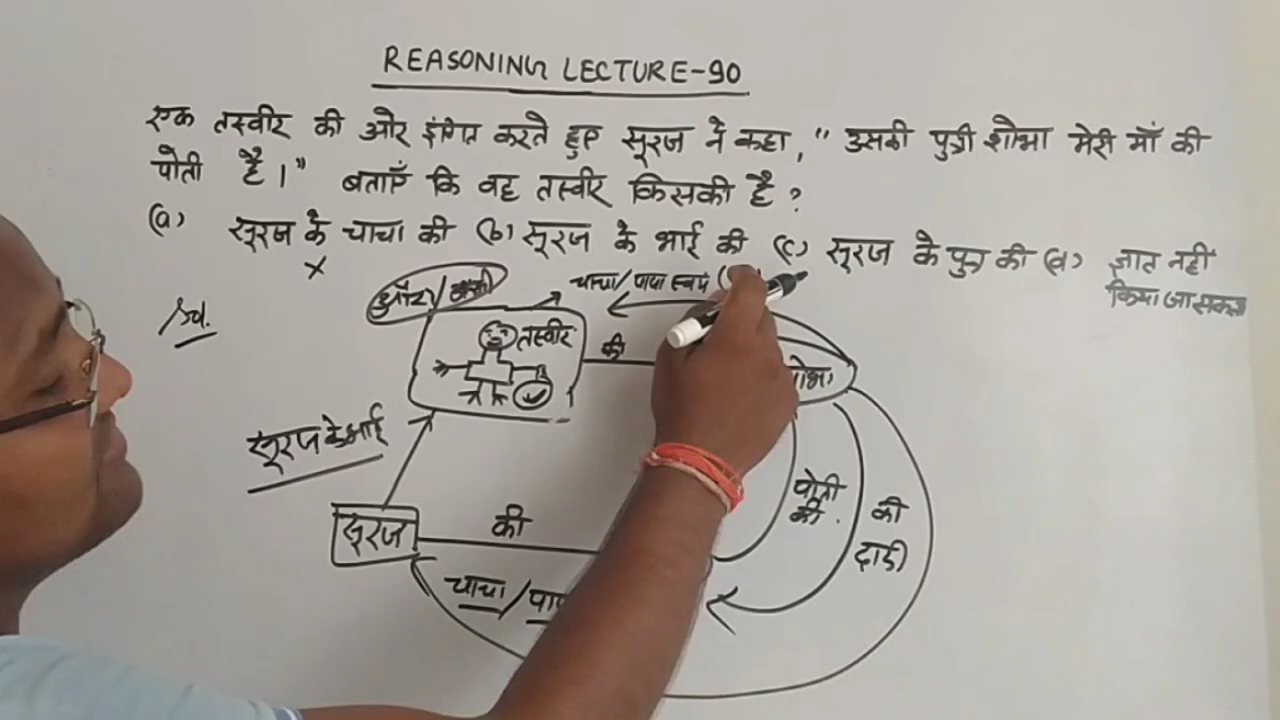 REASONING LECTURE-90
एक तस्वीर की ओर इंगित करते हुए सूरज ने कहा, " उसकी पुत्री शोभा मेरी माँ की
पोती है।" बताएँ कि वह तस्वीर किसकी है ?
(a) सूरज के चाचा की (b) सूरज के भाई की (c) सूरज के पुत्र की (d) ज्ञात नहीं
किया जा सकता
चाचा/पापा स्वयं
Sol.
तस्वीर
की
सूरज के भाई
पोती
की
की
दादी
सूरज
की
चाचा/